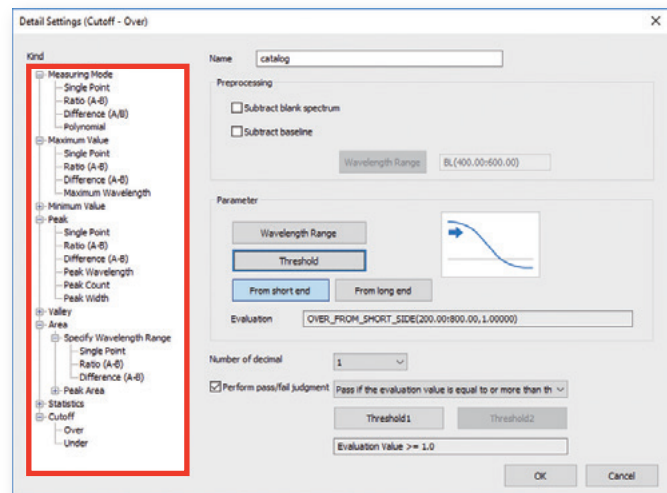 Detail Settings (Cutoff - Over)
Kind
Measuring Mode
Single Point
Ratio (A-B)
Difference (A/B)
Polynomial
Maximum Value
Single Point
Ratio (A-B)
Difference (A-B)
Maximum Wavelength
Minimum Value
Peak
Single Point
Ratio (A-B)
Difference (A-B)
Peak Wavelength
Peak Count
Peak Width
Valley
Area
Specify Wavelength Range
Single Point
Ratio (A-B)
Difference (A-B)
Peak Area
Statistics
Cutoff
Over
Under
Name catalog
Preprocessing
Subtract blank spectrum
Subtract baseline
Wavelength Range BL(400.00:600.00)
Parameter
Wavelength Range
Threshold
From short end From long end
Evaluation OVER_FROM_SHORT_SIDE(200.00:800.00,1.00000)
Number of decimal 1
Perform pass/fail judgment Pass if the evaluation value is equal to or more than th
Threshold1 Threshold2
Evaluation Value >= 1.0
OK Cancel